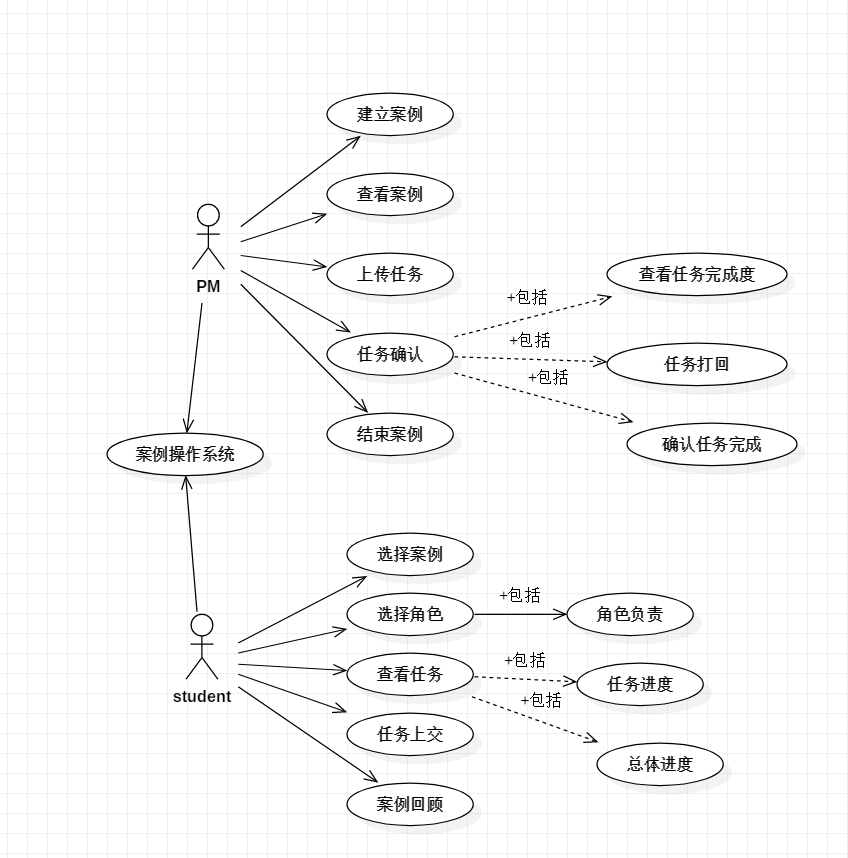 建立案例
查看案例
PM
上传任务
查看任务完成度
+包括
+包括
任务确认
任务打回
+包括
结束案例
确认任务完成
案例操作系统
选择案例
+包括
选择角色
角色负责
+包括
查看任务
任务进度
student
+包括
任务上交
总体进度
案例回顾